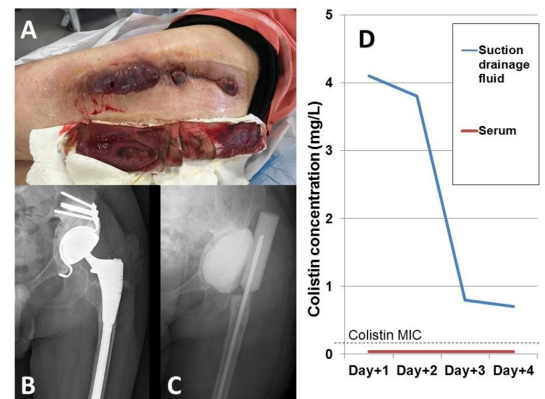 A
B
C
D
Colistin concentration (mg/L)
5
4
3
2
1
0
Suction
drainage
fluid
Serum
Colistin MIC
Day+1 Day+2 Day+3 Day+4